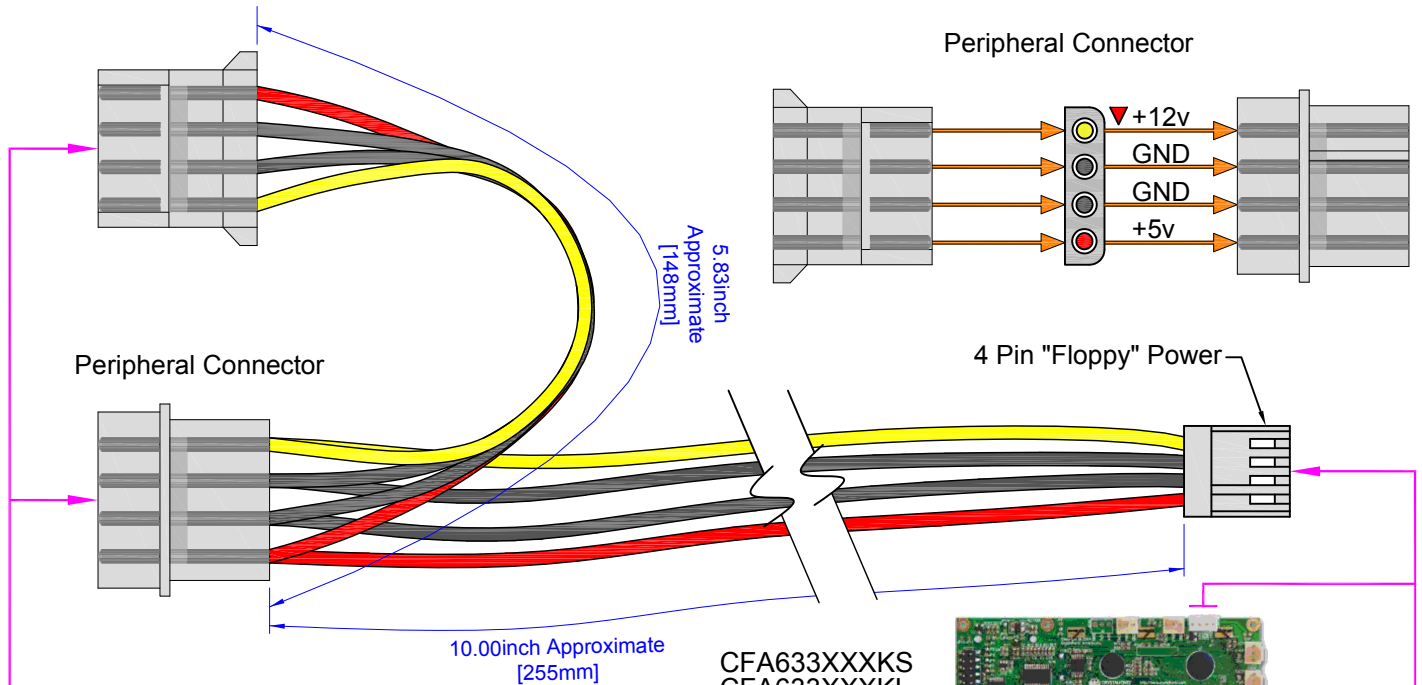 Peripheral Connector
+12v
GND
GND
+5v
5.83inch
Approximate
[148mm]
Peripheral Connector
4 Pin "Floppy" Power
10.00inch Approximate
[255mm]
CFA633XXXKS
CFA633XXXKL